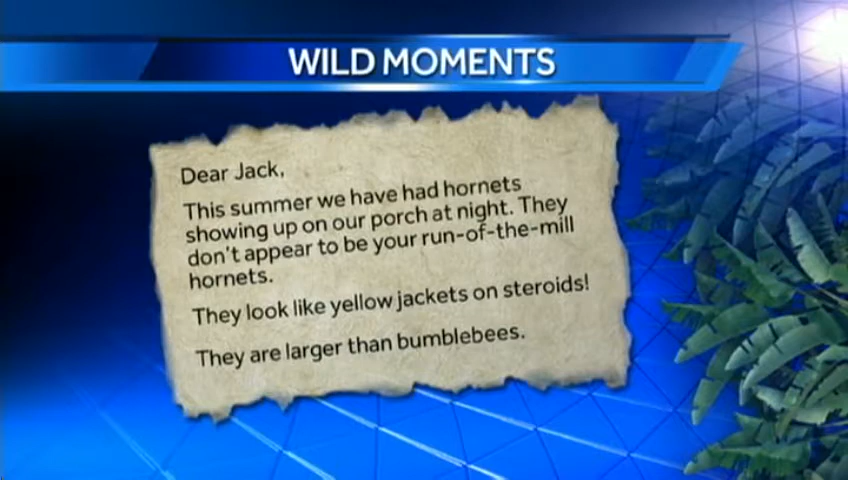 WILD MOMENTS
Dear Jack,
This summer we have had hornets
showing up on our porch at night. They
don't appear to be your run-of-the-mill
hornets.
They look like yellow jackets on steroids!
They are larger than bumblebees.